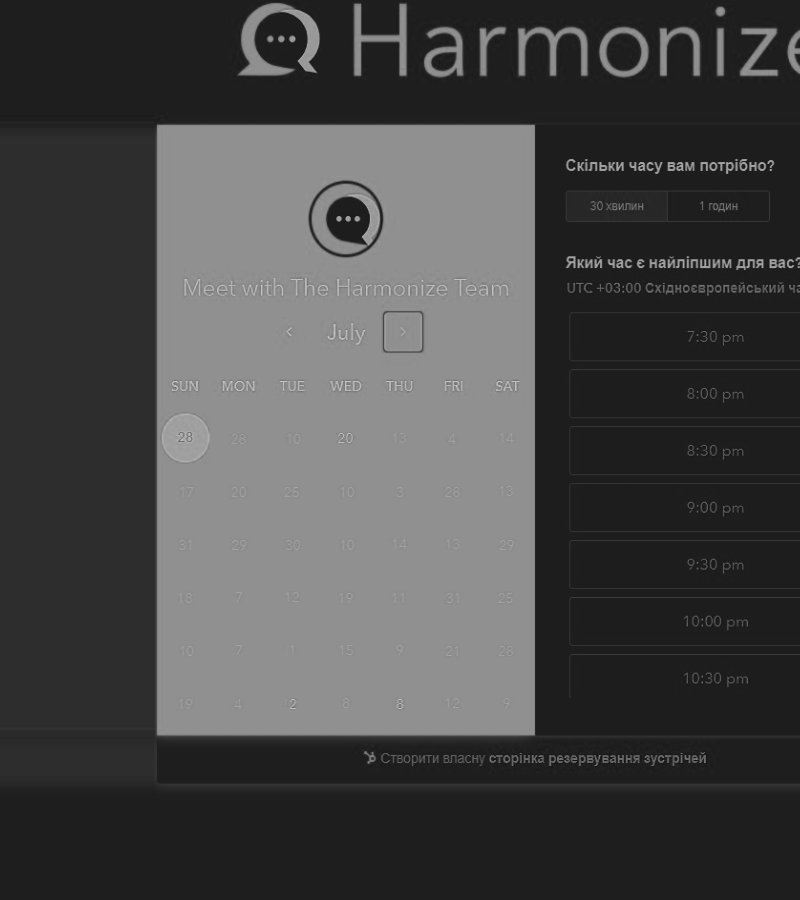 Harmonize
Meet with The Harmonize Team
July
SUN MON TUE WED THU FRI SAT
28 28 10 20 13 4 14
17 20 25 10 3 28 13
31 29 30 10 14 13 29
18 7 12 19 11 31 25
10 7 1 15 9 21 28
19 4 2 8 8 12 9
Скільки часу вам потрібно?
30 хвилин 1 годин
Який час є найліпшим для вас?
UTC +03:00 Східноєвропейський
7:30 pm
8:00 pm
8:30 pm
9:00 pm
9:30 pm
10:00 pm
10:30 pm
Створити власну сторінка резервування зустрічей